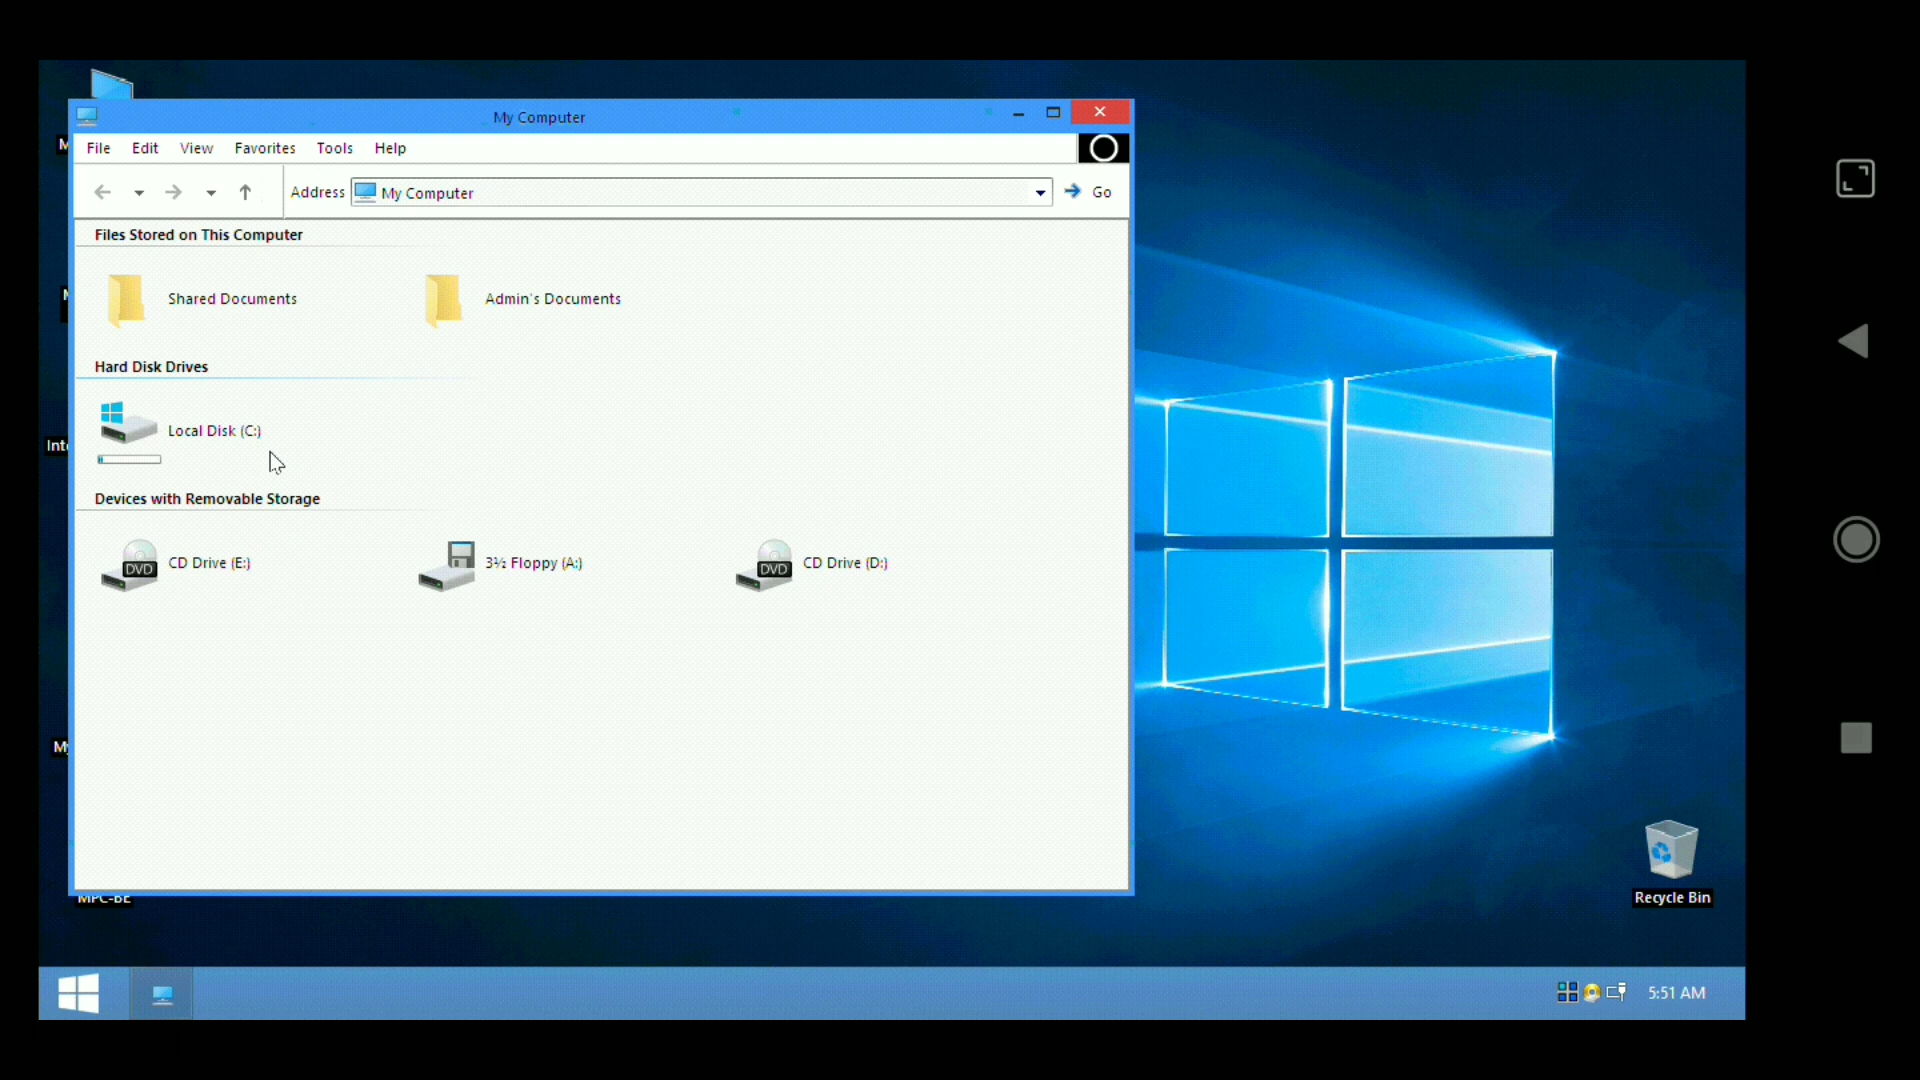 My Computer
File Edit View Favorites Tools Help
Address My Computer Go
Files Stored on This Computer
Shared Documents Admin's Documents
Hard Disk Drives
Local Disk (C:)
Devices with Removable Storage
DVD CD Drive (E:) 3½ Floppy (A:) DVD CD Drive (D:)
MPC-BE
Recycle Bin
5:51 AM